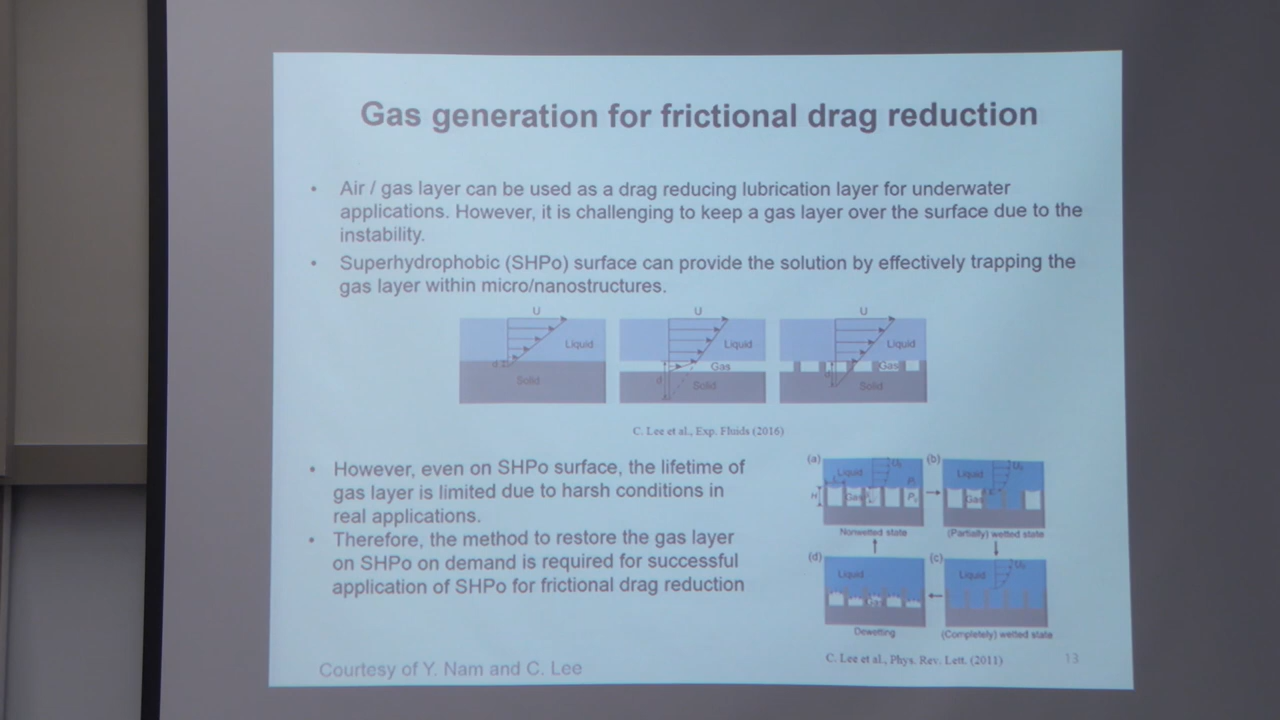 Gas generation for frictional drag reduction
• Air / gas layer can be used as a drag reducing lubrication layer for underwater
applications. However, it is challenging to keep a gas layer over the surface due to the
instability.
• Superhydrophobic (SHPo) surface can provide the solution by effectively trapping the
gas layer within micro/nanostructures.
U U U
Liquid Liquid Liquid
d Gas Gas
Solid d Solid Solid
C. Lee et al., Exp. Fluids (2016)
• However, even on SHPo surface, the lifetime of
gas layer is limited due to harsh conditions in
real applications.
• Therefore, the method to restore the gas layer
on SHPo on demand is required for successful
application of SHPo for frictional drag reduction
(a) (b)
Liquid Liquid
H Gas Gas
Nonwetted state (Partially) wetted state
(d) (c)
Liquid Liquid
Gas
Dewetting (Completely) wetted state
C. Lee et al., Phys. Rev. Lett. (2011)
13
Courtesy of Y. Nam and C. Lee